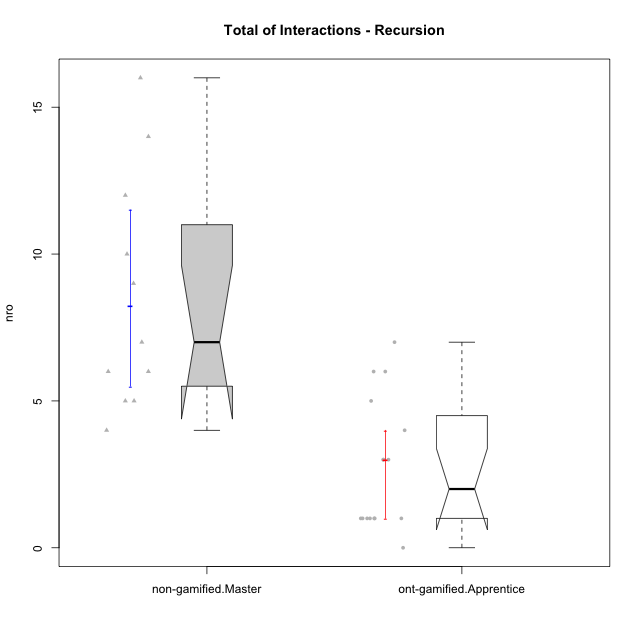 Total of Interactions - Recursion
15
10
5
0
nro
non-gamified.Master
ont-gamified.Apprentice